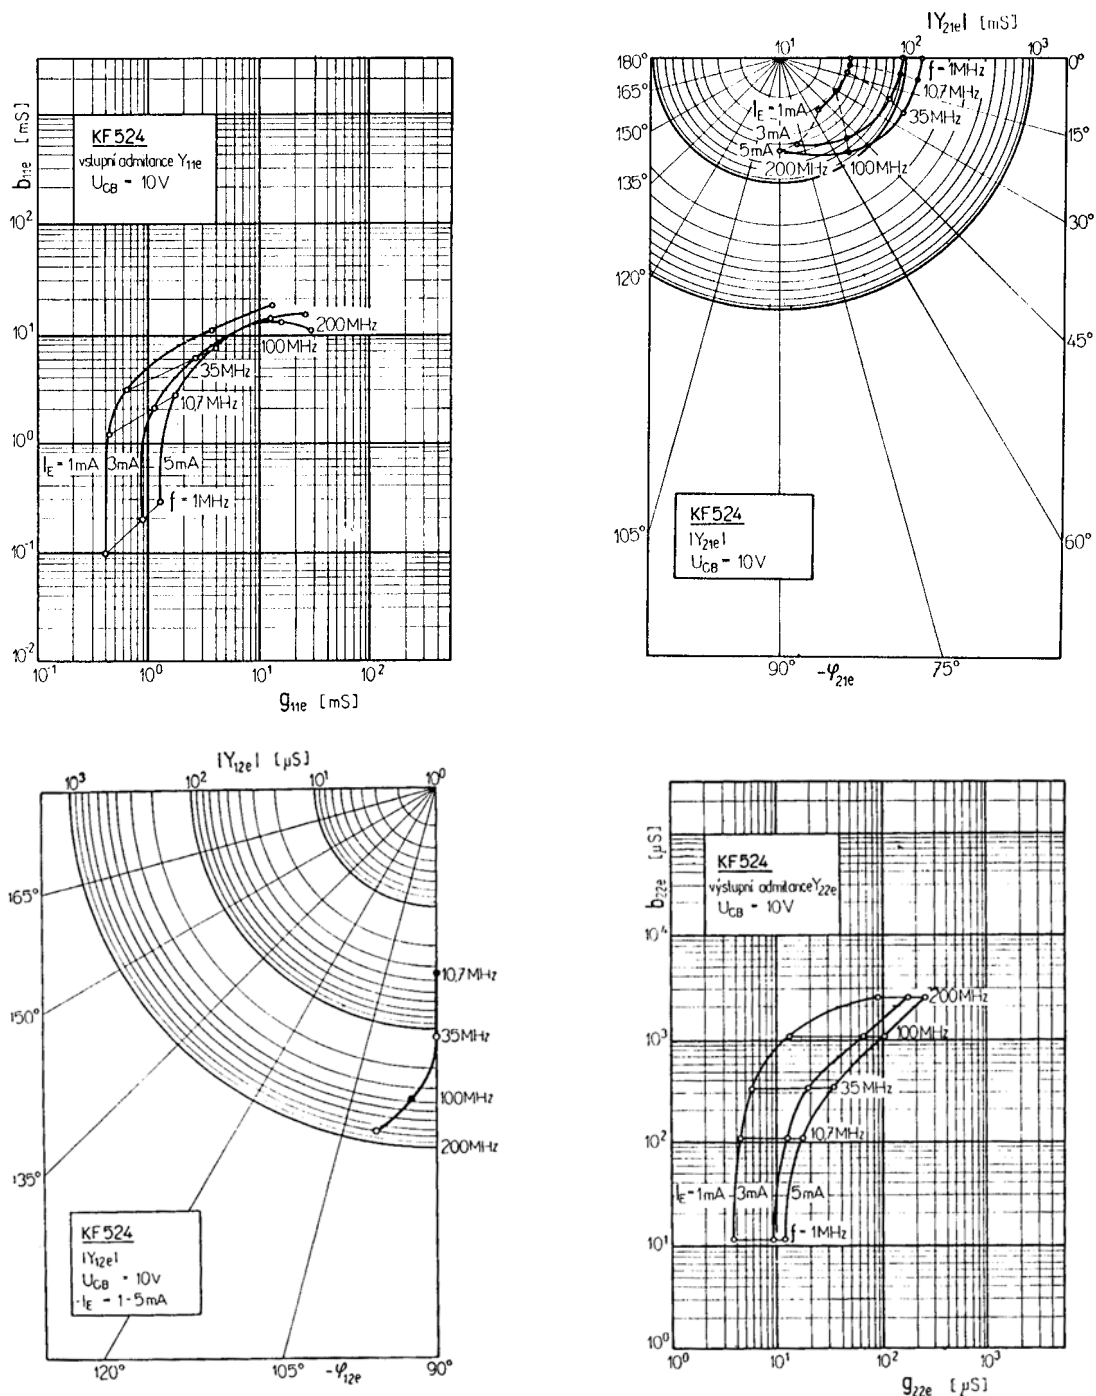 b11e [mS]
KF524
vstupní admitance Y11e
UCB = 10V
10²
10¹
10⁰
10⁻¹
10⁻²
200MHz
100MHz
35MHz
10,7MHz
IE = 1mA 3mA 5mA
f = 1MHz
10⁻¹ 10⁰ 10¹ 10²
g11e [mS]
|Y21e| [mS]
10¹ 10² 10³
180°
165°
150°
135°
120°
105°
90°
-φ21e
75°
60°
45°
30°
15°
0°
f=1MHz
10,7MHz
35MHz
100MHz
200MHz
IE = 1mA
3mA
5mA
KF524
|Y21e|
UCB = 10V
|Y12e| [µS]
10³ 10² 10¹ 10⁰
165°
150°
135°
120° 105° -φ12e 90°
10,7MHz
35MHz
100MHz
200MHz
KF524
|Y12e|
UCB = 10V
-IE = 1-5mA
b22e [µS]
KF524
výstupní admitance Y22e
UCB = 10V
10⁴
10³
10²
10¹
10⁰
200MHz
100MHz
35MHz
10,7MHz
IE = 1mA 3mA 5mA
f = 1MHz
10⁰ 10¹ 10² 10³
g22e [µS]